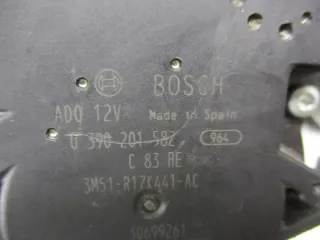 BOSCH
ADQ 12V Made in Spain
0 390 201 582 964
C 83 RE
3M51-R17K441-AC
30699261